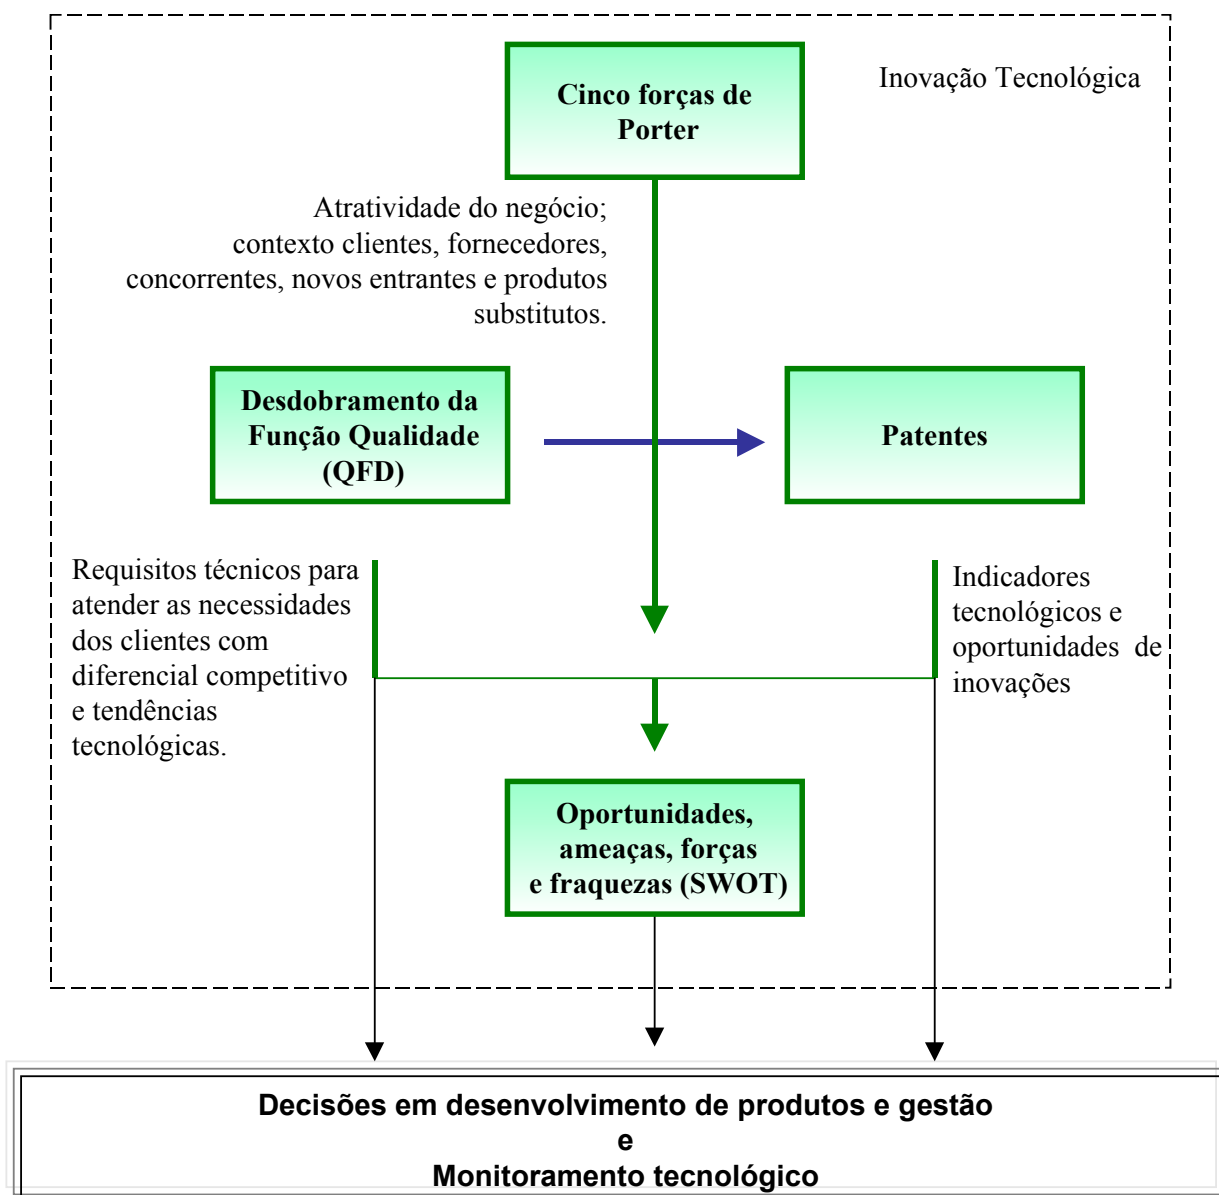 Inovação Tecnológica
Cinco forças de
Porter
Atratividade do negócio;
contexto clientes, fornecedores,
concorrentes, novos entrantes e produtos
substitutos.
Desdobramento da
Função Qualidade
(QFD)
Patentes
Requisitos técnicos para
atender as necessidades
dos clientes com
diferencial competitivo
e tendências
tecnológicas.
Indicadores
tecnológicos e
oportunidades de
inovações
Oportunidades,
ameaças, forças
e fraquezas (SWOT)
Decisões em desenvolvimento de produtos e gestão
e
Monitoramento tecnológico